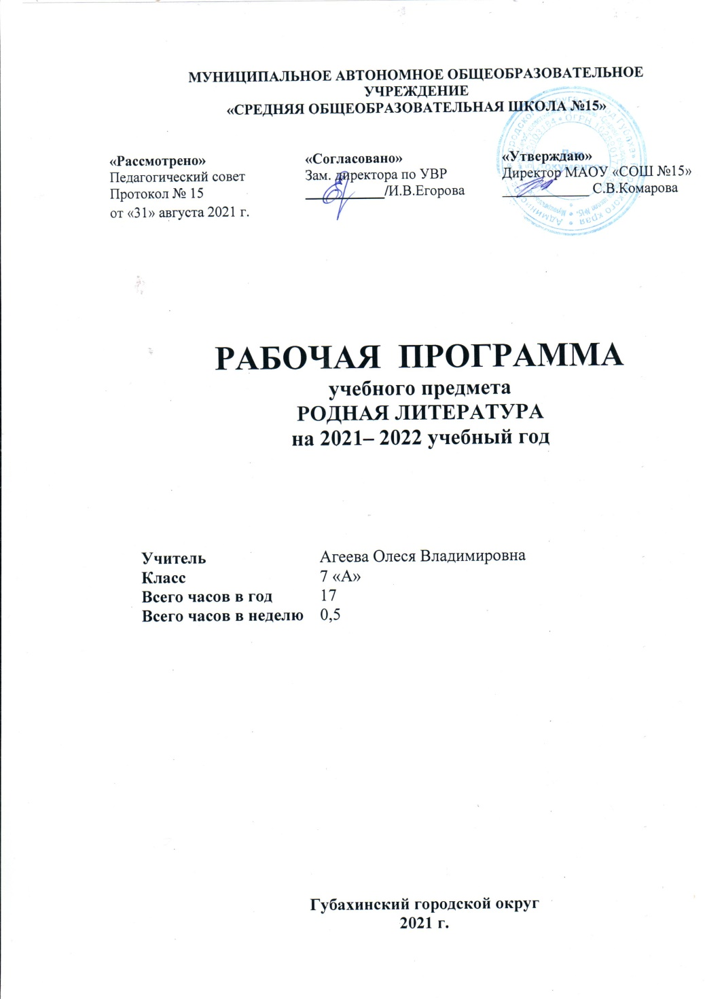 МУНИЦИПАЛЬНОЕ АВТОНОМНОЕ ОБЩЕОБРАЗОВАТЕЛЬНОЕ
УЧРЕЖДЕНИЕ
«СРЕДНЯЯ ОБЩЕОБРАЗОВАТЕЛЬНАЯ ШКОЛА №15»
«Рассмотрено»
Педагогический совет
Протокол № 15
от «31» августа 2021 г.
«Согласовано»
Зам. директора по УВР
___________/И.В.Егорова
«Утверждаю»
Директор МАОУ «СОШ №15»
____________ С.В.Комарова
Для
документов
РАБОЧАЯ ПРОГРАММА
учебного предмета
РОДНАЯ ЛИТЕРАТУРА
на 2021– 2022 учебный год
Учитель Агеева Олеся Владимировна
Класс 7 «А»
Всего часов в год 17
Всего часов в неделю 0,5
Губахинский городской округ
2021 г.